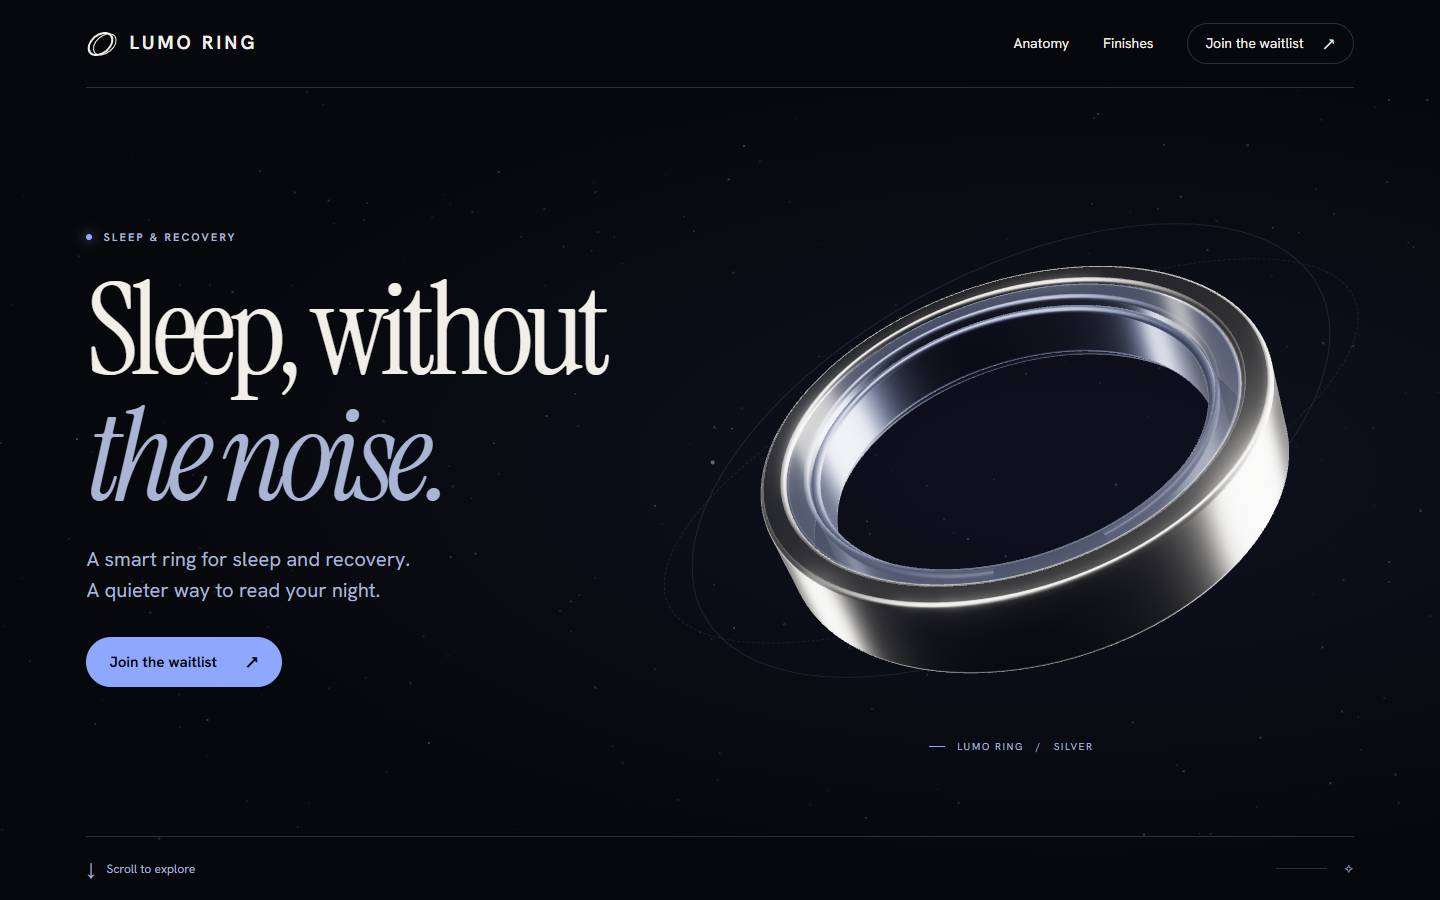 LUMO RING
Anatomy
Finishes
Join the waitlist ↗
SLEEP & RECOVERY
Sleep, without
the noise.
A smart ring for sleep and recovery.
A quieter way to read your night.
Join the waitlist ↗
— LUMO RING / SILVER
↓ Scroll to explore